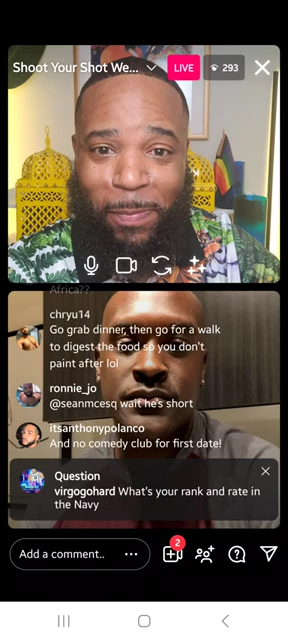 Shoot Your Shot We...
LIVE
293
Africa??
chryu14
Go grab dinner, then go for a walk
to digest the food so you don't
paint after lol
ronnie_jo
@seanmcesq wait he's short
itsanthonypolanco
And no comedy club for first date!
Question
virgogohard What's your rank and rate in
the Navy
2
Add a comment..